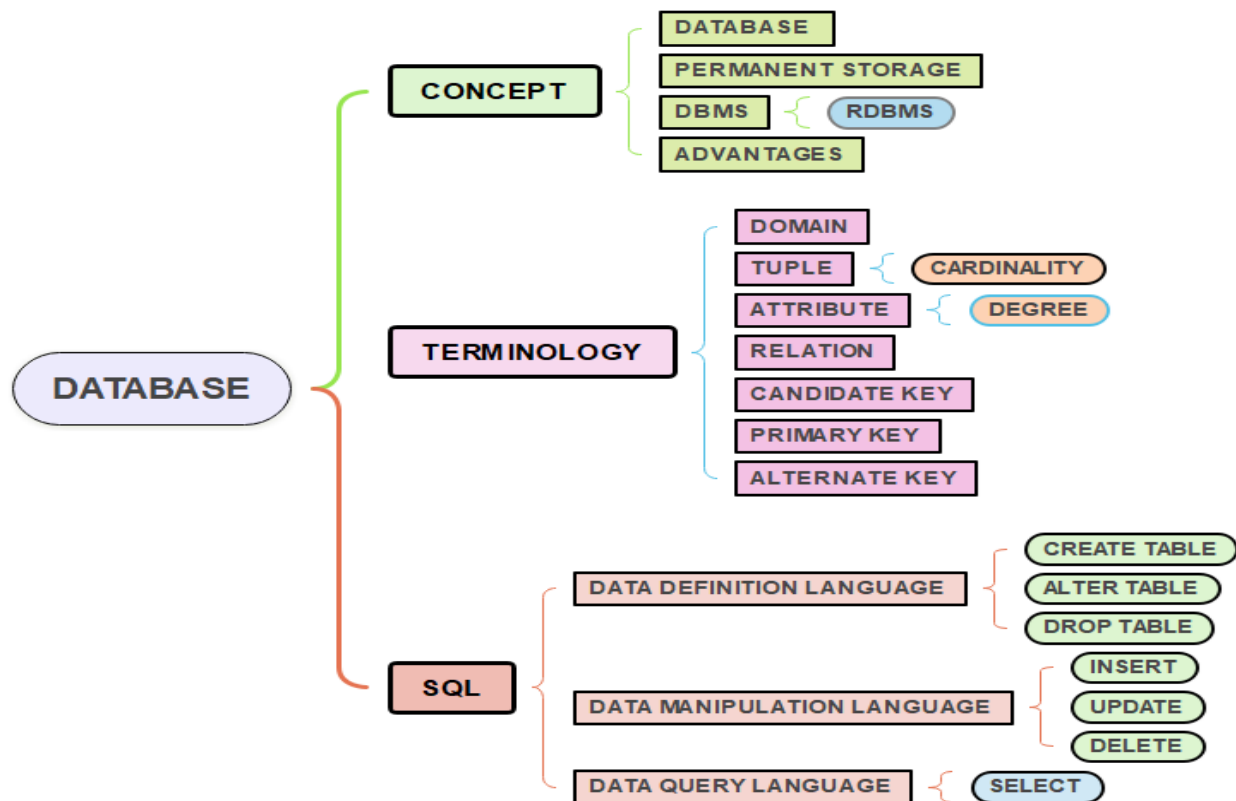 DATABASE
CONCEPT
DATABASE
PERMANENT STORAGE
DBMS
RDBMS
ADVANTAGES
TERMINOLOGY
DOMAIN
TUPLE
CARDINALITY
ATTRIBUTE
DEGREE
RELATION
CANDIDATE KEY
PRIMARY KEY
ALTERNATE KEY
SQL
DATA DEFINITION LANGUAGE
CREATE TABLE
ALTER TABLE
DROP TABLE
DATA MANIPULATION LANGUAGE
INSERT
UPDATE
DELETE
DATA QUERY LANGUAGE
SELECT